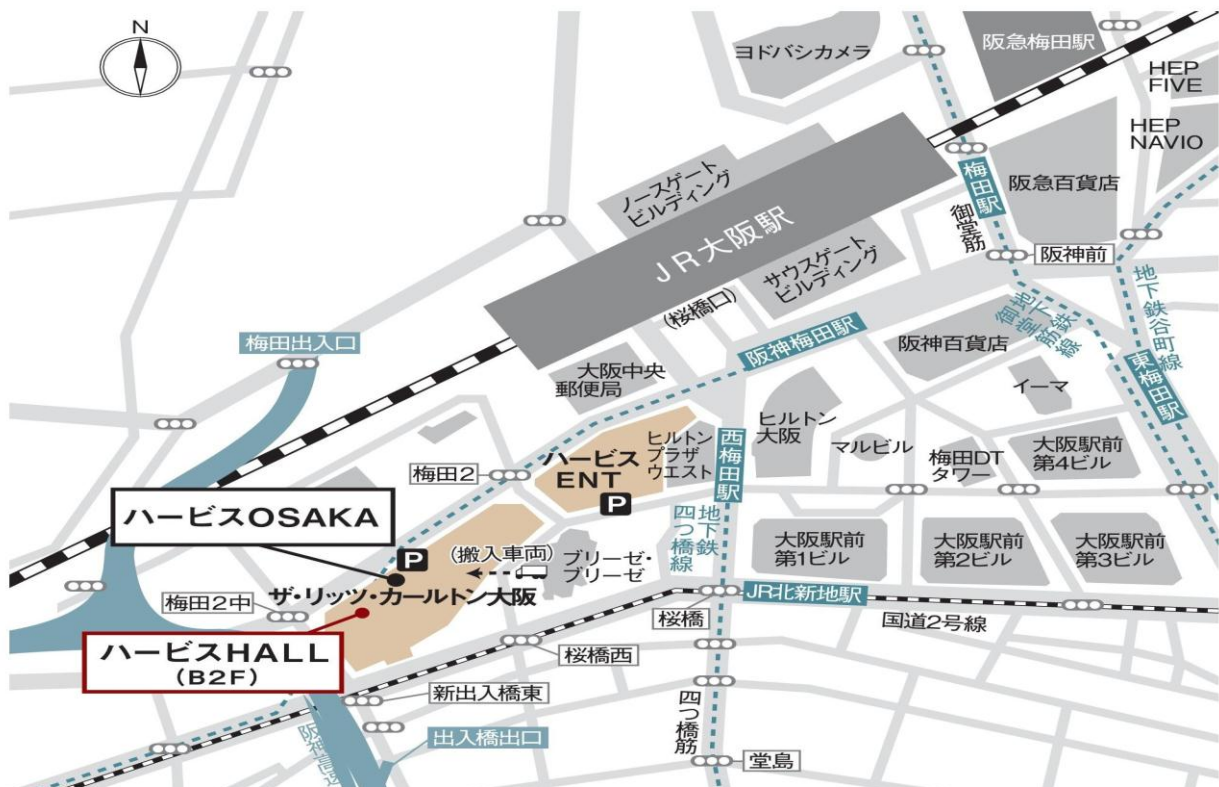 N
ヨドバシカメラ
阪急梅田駅
HEP
FIVE
HEP
NAVIO
ノースゲート
ビルディング
梅田駅
阪急百貨店
JR大阪駅
御堂筋
サウスゲート
ビルディング
阪神前
(桜橋口)
地下鉄谷町線
地下鉄
御堂筋線
梅田出入口
阪神梅田駅
阪神百貨店
大阪中央
郵便局
イーマ
東梅田駅
ヒルトン
大阪
ヒルトン
プラザ
ウエスト
西梅田駅
マルビル
梅田DT
タワー
大阪駅前
第4ビル
梅田2
ハービス
ENT
P
ハービスOSAKA
P
(搬入車両)
ブリーゼ・
ブリーゼ
地下鉄
四つ橋線
大阪駅前
第1ビル
大阪駅前
第2ビル
大阪駅前
第3ビル
ザ・リッツ・カールトン大阪
梅田2中
JR北新地駅
桜橋
国道2号線
ハービスHALL
(B2F)
桜橋西
新出入橋東
四つ橋筋
出入橋出口
堂島